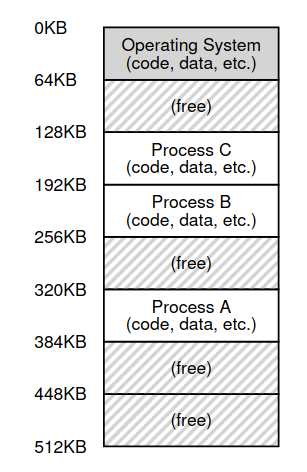 0KB
Operating System
(code, data, etc.)
64KB
(free)
128KB
Process C
(code, data, etc.)
192KB
Process B
(code, data, etc.)
256KB
(free)
320KB
Process A
(code, data, etc.)
384KB
(free)
448KB
(free)
512KB